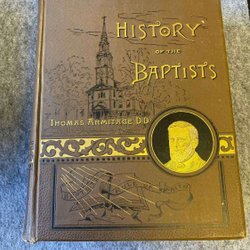 HISTORY
OF THE
BAPTISTS
THOMAS ARMITAGE D.D.